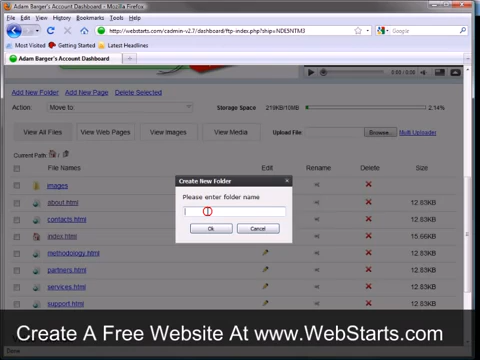 Adam Barger's Account Dashboard - Mozilla Firefox
File Edit View History Bookmarks Tools Help
http://webstarts.com/cadmin-v2.7/dashboard/ftp-index.php?ship=NDE5NTM3
Google
Most Visited Getting Started Latest Headlines
Adam Barger's Account Dashboard
0:00 / 0:00
Add New Folder Add New Page Delete Selected
Action: Move to: Storage Space 219KB/10MB 2.14%
View All Files View Web Pages View Images View Media Upload File: Browse... Multi Uploader
Current Path:
File Names Edit Rename Delete Size
images
about.html 12.83KB
contacts.html 12.83KB
index.html 15.66KB
methodology.html 12.83KB
partners.html 12.83KB
services.html 12.83KB
support.html 12.83KB
Create New Folder
Please enter folder name
Ok Cancel
Create A Free Website At www.WebStarts.com
Done